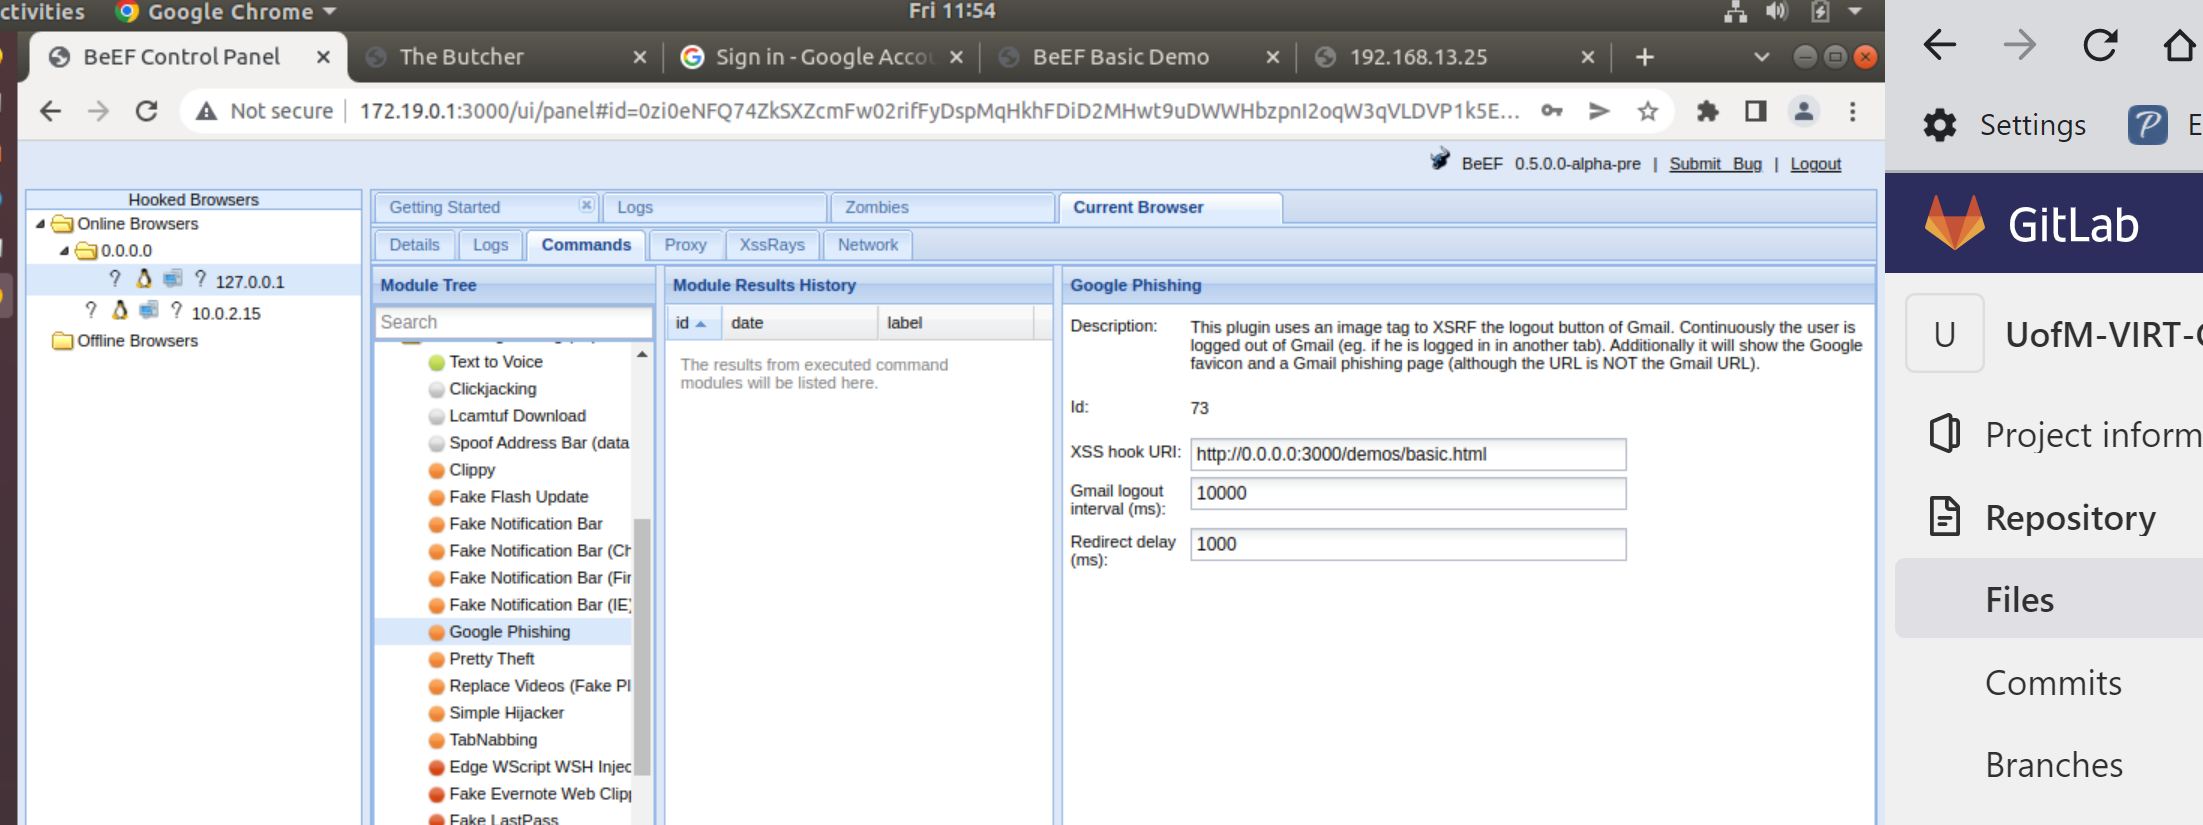 ctivities
Google Chrome
Fri 11:54
BeEF Control Panel
The Butcher
Sign in - Google Accou
BeEF Basic Demo
192.168.13.25
Not secure
172.19.0.1:3000/ui/panel#id=0zi0eNFQ74ZkSXZcmFw02rifFyDspMqHkhFDiD2MHwt9uDWWHbzpnI2oqW3qVLDVP1k5E...
BeEF 0.5.0.0-alpha-pre | Submit Bug | Logout
Hooked Browsers
Online Browsers
0.0.0.0
? ? 127.0.0.1
? ? 10.0.2.15
Offline Browsers
Getting Started
Logs
Zombies
Current Browser
Details
Logs
Commands
Proxy
XssRays
Network
Module Tree
Search
Text to Voice
Clickjacking
Lcamtuf Download
Spoof Address Bar (data
Clippy
Fake Flash Update
Fake Notification Bar
Fake Notification Bar (Ch
Fake Notification Bar (Fir
Fake Notification Bar (IE)
Google Phishing
Pretty Theft
Replace Videos (Fake Pl
Simple Hijacker
TabNabbing
Edge WScript WSH Injec
Fake Evernote Web Clipp
Fake LastPass
Module Results History
id
date
label
The results from executed command
modules will be listed here.
Google Phishing
Description:
This plugin uses an image tag to XSRF the logout button of Gmail. Continuously the user is
logged out of Gmail (eg. if he is logged in in another tab). Additionally it will show the Google
favicon and a Gmail phishing page (although the URL is NOT the Gmail URL).
Id:
73
XSS hook URI:
http://0.0.0.0:3000/demos/basic.html
Gmail logout
interval (ms):
10000
Redirect delay
(ms):
1000
Settings
P
E
GitLab
U
UofM-VIRT-C
Project inform
Repository
Files
Commits
Branches